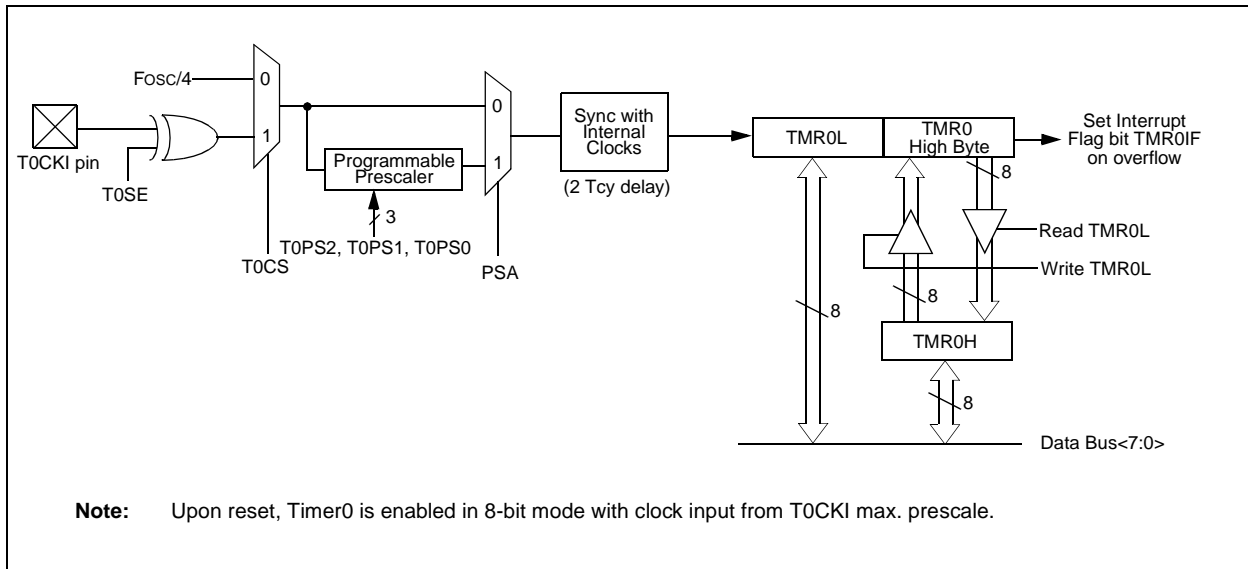 FOSC/4
0
1
T0CKI pin
T0SE
T0CS
Programmable
Prescaler
3
T0PS2, T0PS1, T0PS0
0
1
PSA
Sync with
Internal
Clocks
(2 TCY delay)
TMR0L
TMR0
High Byte
Set Interrupt
Flag bit TMR0IF
on overflow
8
Read TMR0L
Write TMR0L
8
8
TMR0H
8
Data Bus<7:0>
Note: Upon reset, Timer0 is enabled in 8-bit mode with clock input from T0CKI max. prescale.